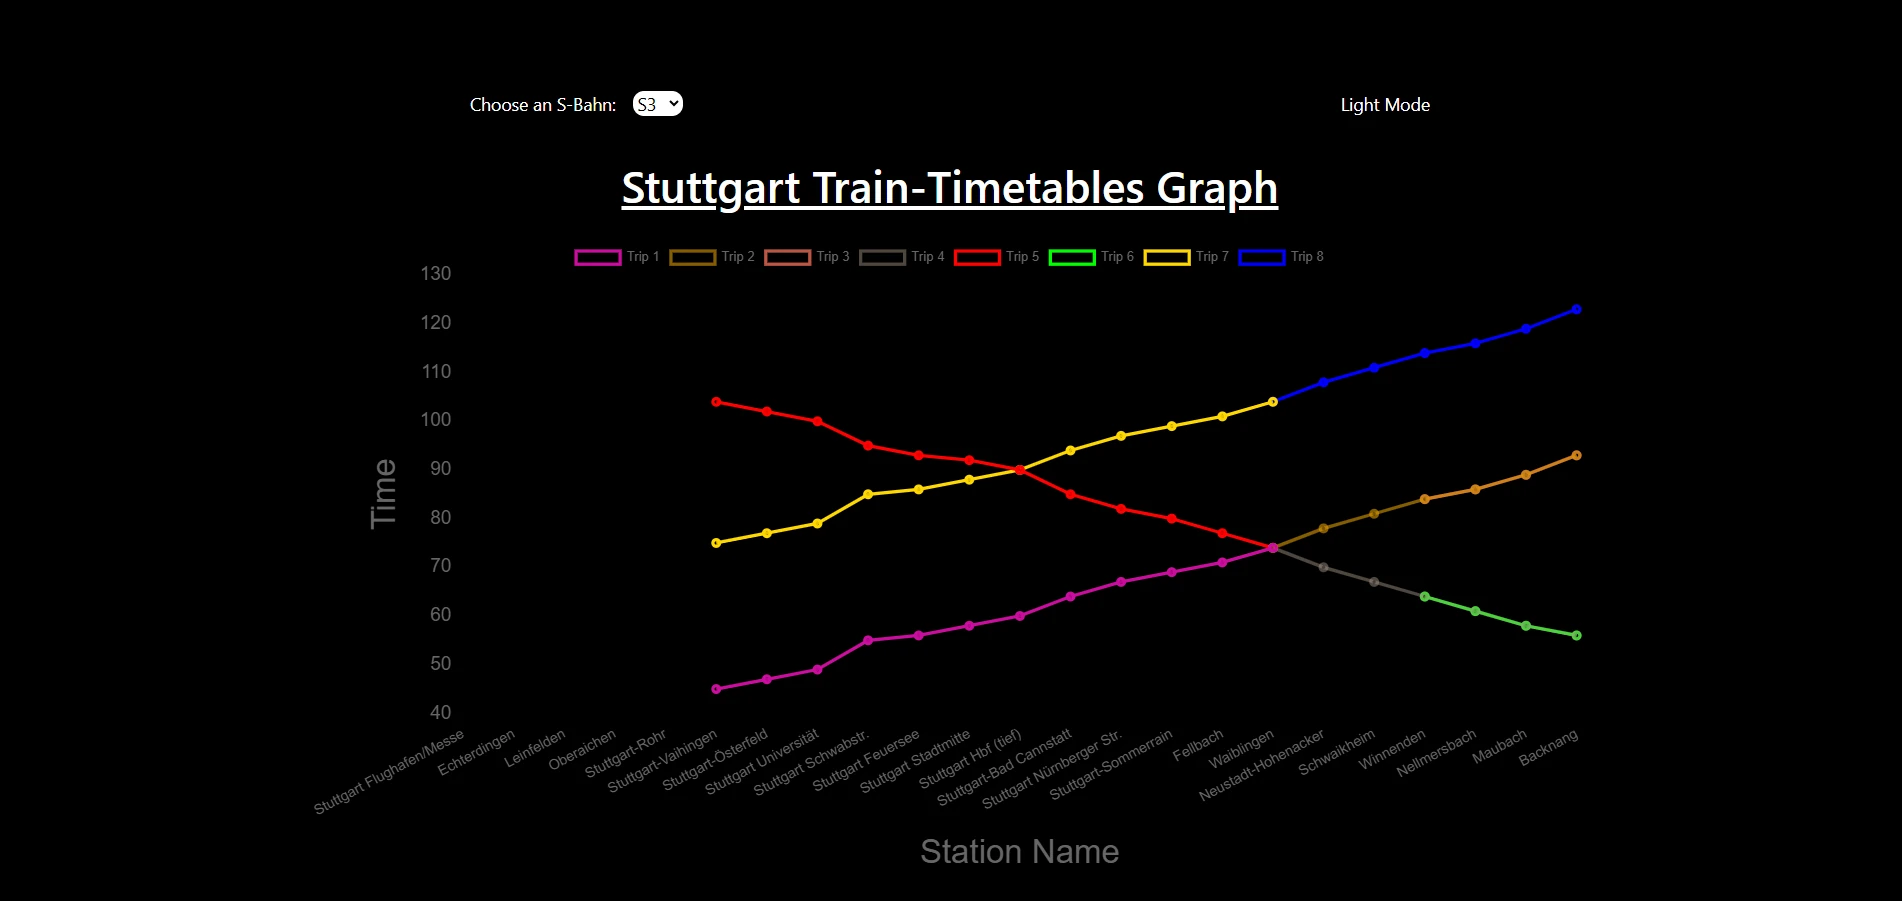 Choose an S-Bahn: S3
Light Mode
Stuttgart Train-Timetables Graph
Trip 1 Trip 2 Trip 3 Trip 4 Trip 5 Trip 6 Trip 7 Trip 8
130
120
110
100
90
80
70
60
50
40
Time
Stuttgart Flughafen/Messe
Echterdingen
Leinfelden
Oberaichen
Stuttgart-Rohr
Stuttgart-Vaihingen
Stuttgart-Österfeld
Stuttgart Universität
Stuttgart Schwabstr.
Stuttgart Feuersee
Stuttgart Stadtmitte
Stuttgart Hbf (tief)
Stuttgart-Bad Cannstatt
Stuttgart Nürnberger Str.
Stuttgart-Sommerrain
Fellbach
Waiblingen
Neustadt-Hohenacker
Schwaikheim
Winnenden
Nellmersbach
Maubach
Backnang
Station Name